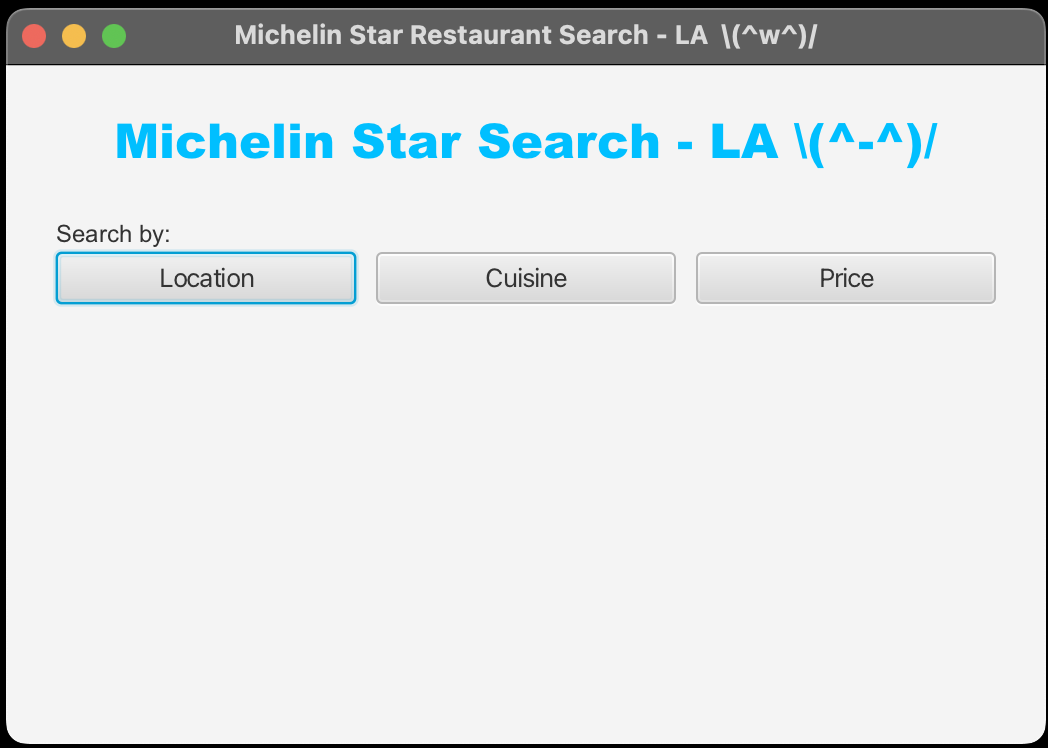 Michelin Star Restaurant Search - LA  \(^w^)/
Michelin Star Search - LA \(^-^)/
Search by:
Location
Cuisine
Price